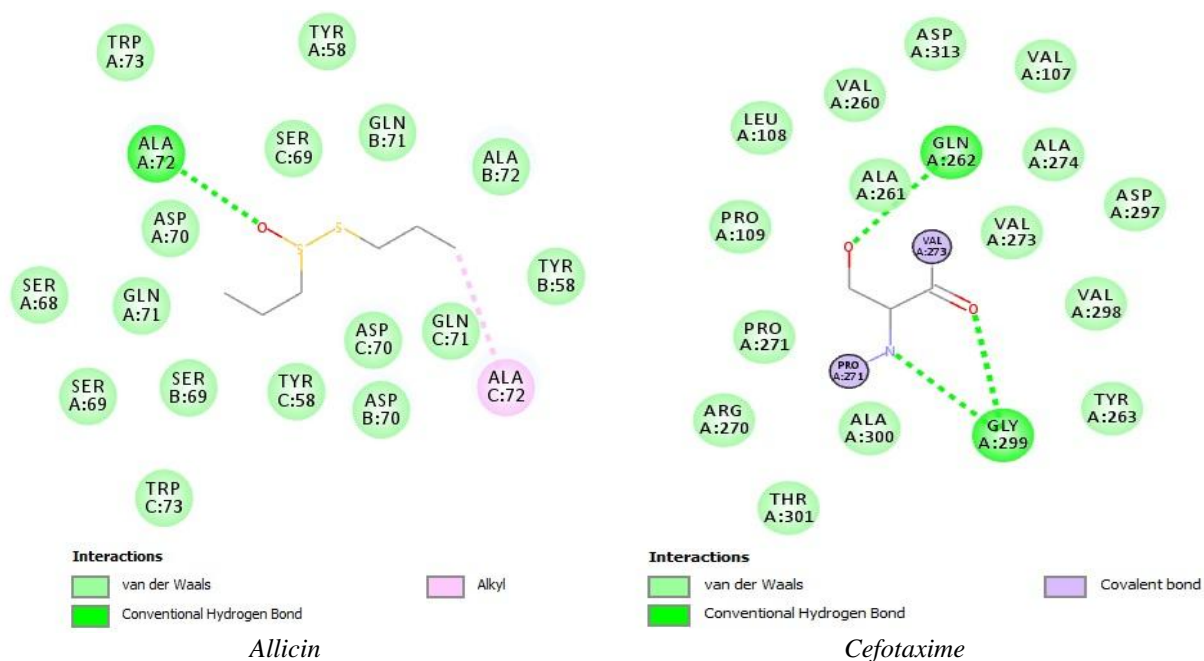 TRP
A:73
TYR
A:58
ALA
A:72
SER
C:69
GLN
B:71
ALA
B:72
ASP
A:70
O
S
S
TYR
B:58
SER
A:68
GLN
A:71
ASP
C:70
GLN
C:71
ALA
C:72
SER
A:69
SER
B:69
TYR
C:58
ASP
B:70
TRP
C:73
Interactions
van der Waals
Conventional Hydrogen Bond
Alkyl
Allicin
ASP
A:313
VAL
A:107
VAL
A:260
LEU
A:108
GLN
A:262
ALA
A:274
ALA
A:261
ASP
A:297
PRO
A:109
VAL
A:273
VAL
A:273
O
O
VAL
A:298
PRO
A:271
N
PRO
A:271
ARG
A:270
ALA
A:300
GLY
A:299
TYR
A:263
THR
A:301
Interactions
van der Waals
Conventional Hydrogen Bond
Covalent bond
Cefotaxime